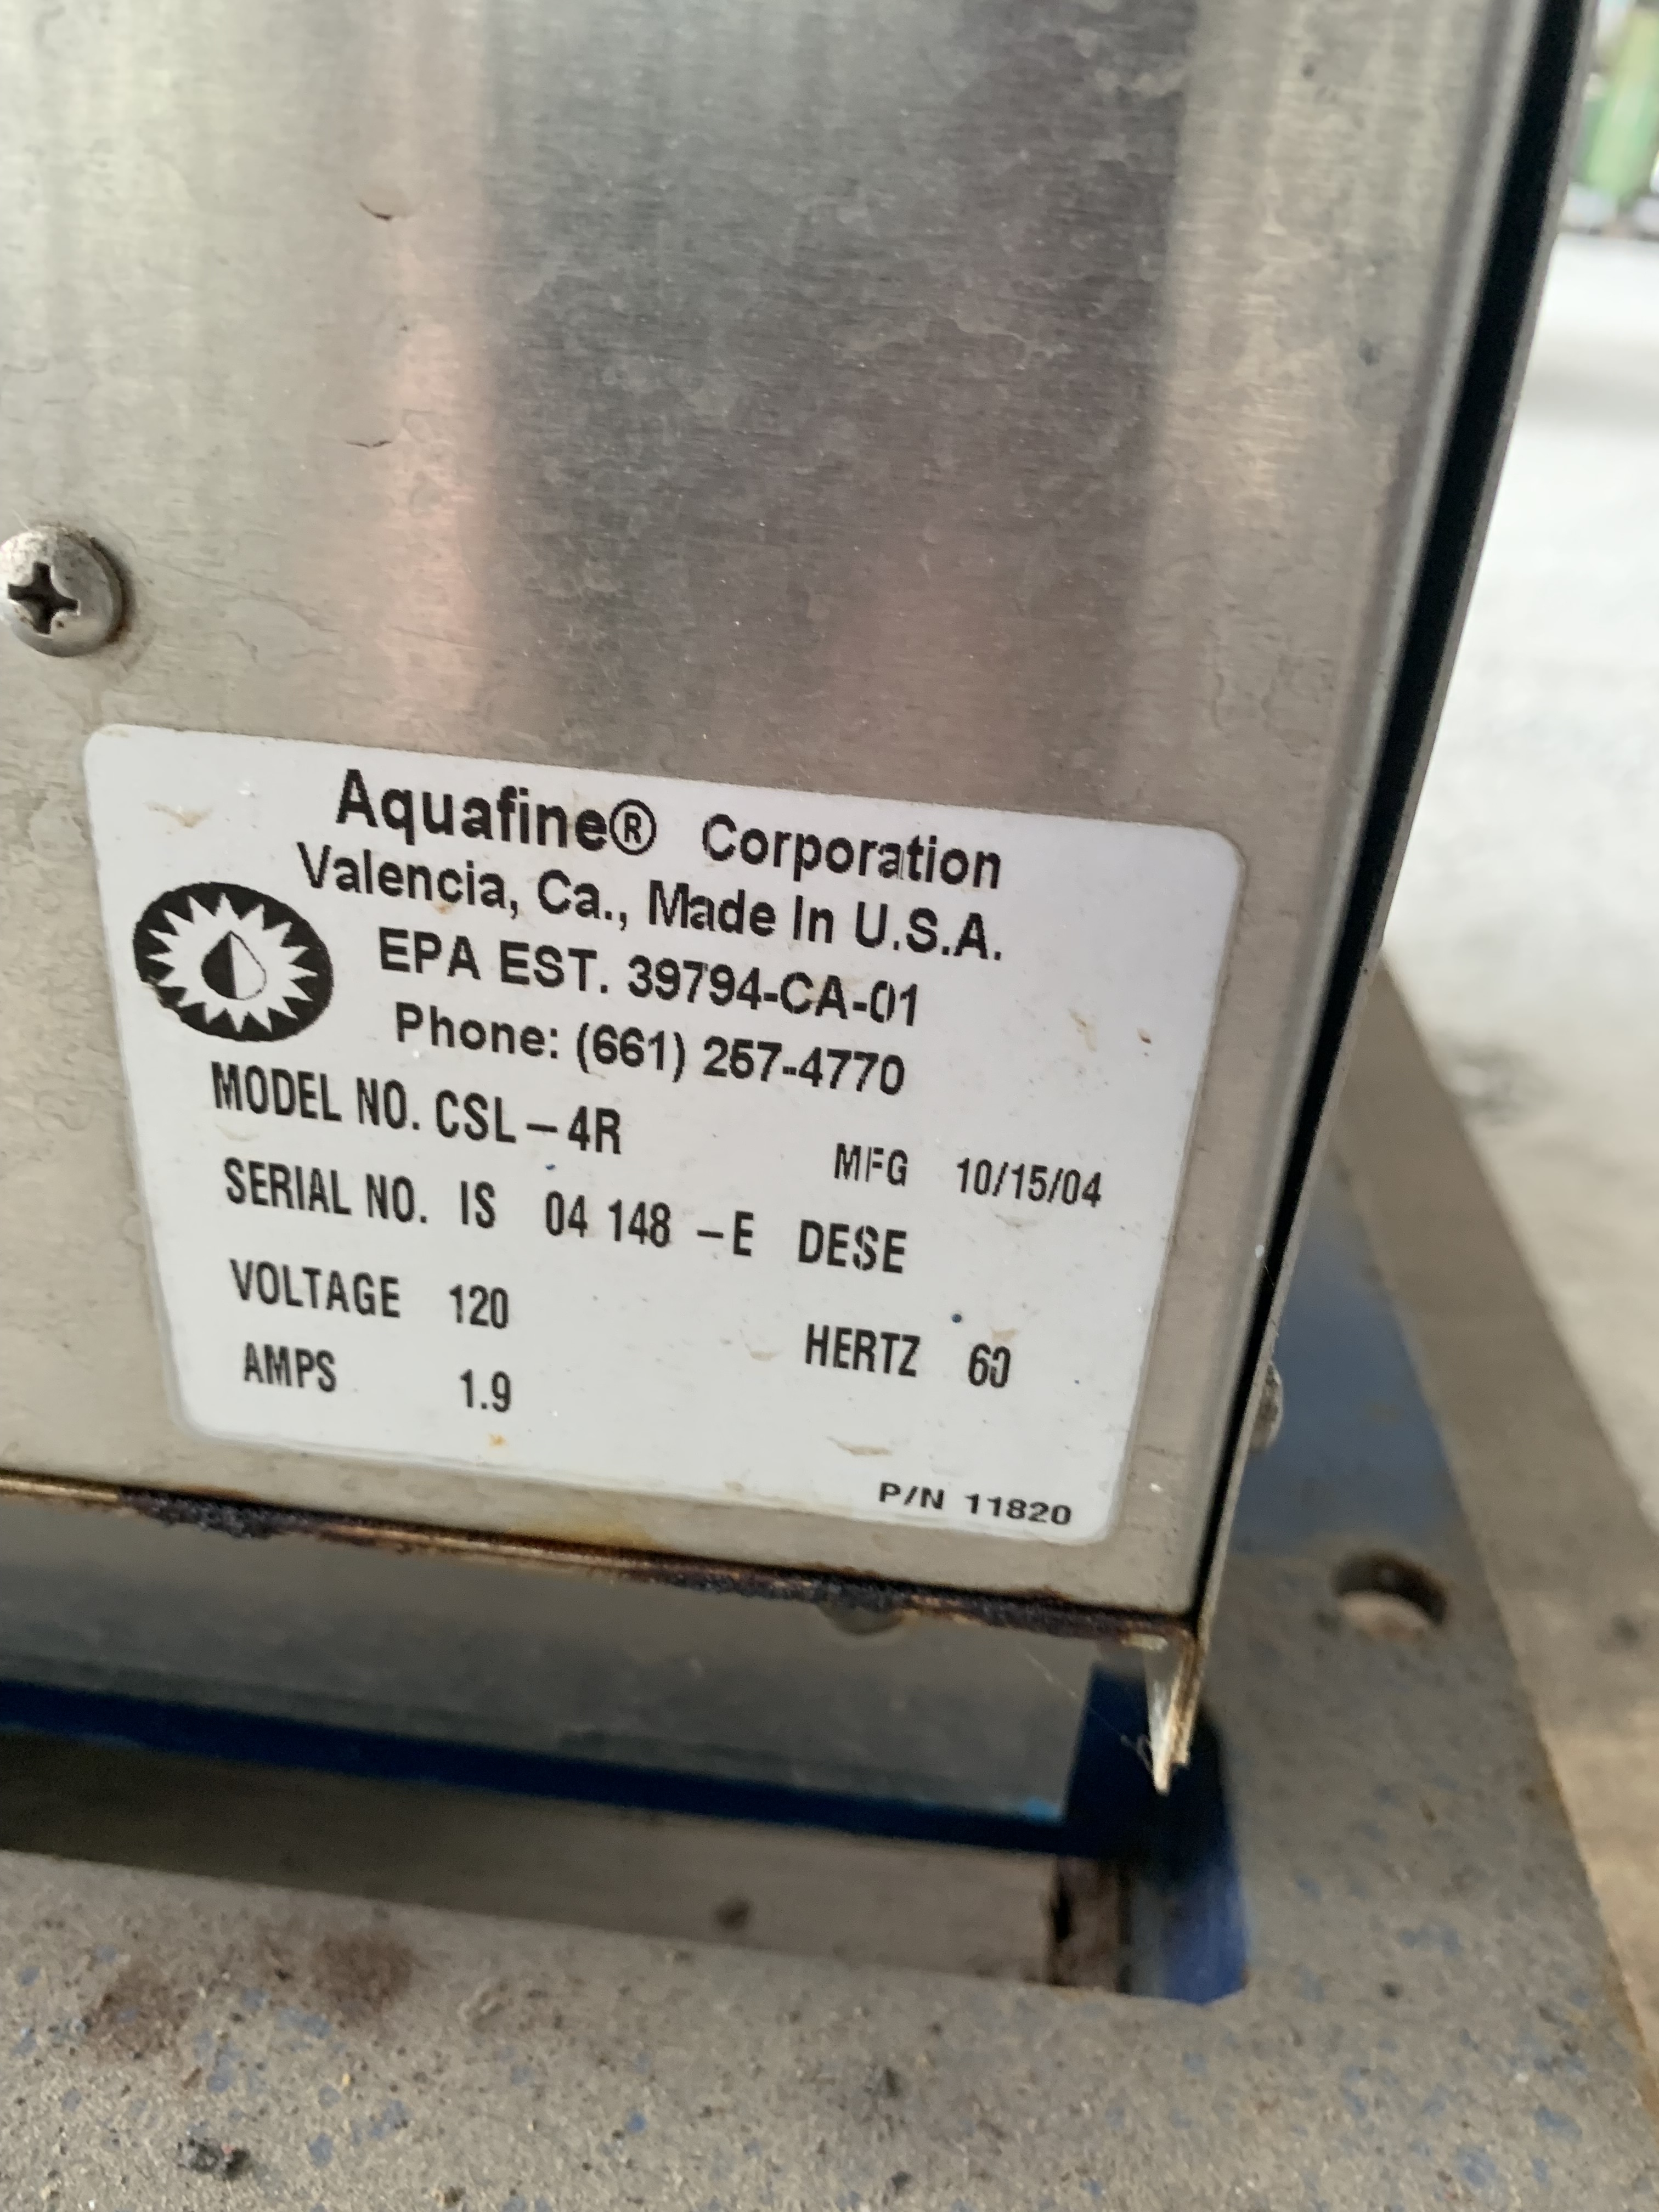 Aquafine® Corporation
Valencia, Ca., Made In U.S.A.
EPA EST. 39794-CA-01
Phone: (661) 257-4770
MODEL NO. CSL-4R
MFG 10/15/04
SERIAL NO. IS 04 148 -E DESE
VOLTAGE 120
HERTZ 60
AMPS 1.9
P/N 11820